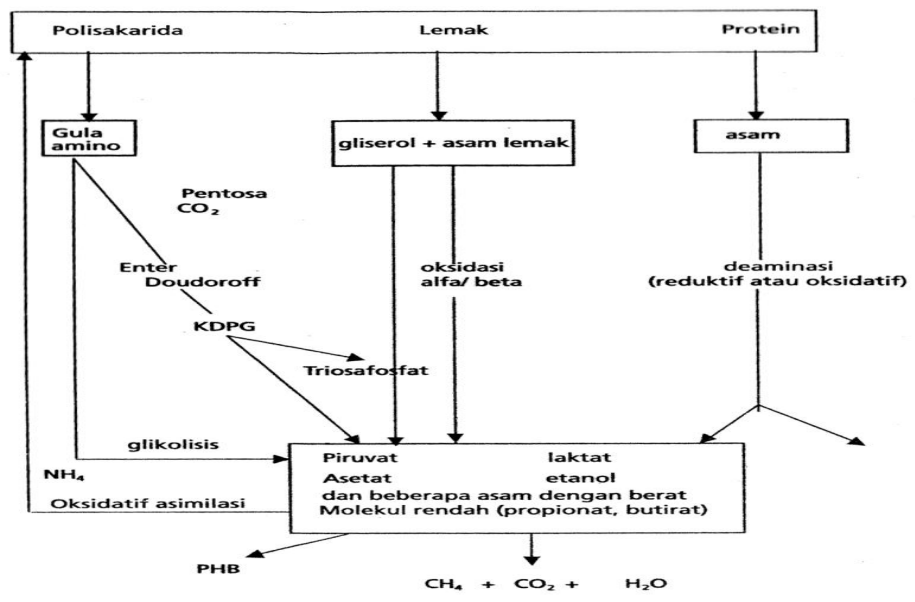 Polisakarida Lemak Protein
Gula
amino
gliserol + asam lemak
asam
Pentosa
CO₂
Enter
Doudoroff
oksidasi
alfa/ beta
deaminasi
(reduktif atau oksidatif)
KDPG
Triosafosfat
glikolisis
NH₄
Oksidatif asimilasi
Piruvat laktat
Asetat etanol
dan beberapa asam dengan berat
Molekul rendah (propionat, butirat)
PHB
CH₄ + CO₂ + H₂O